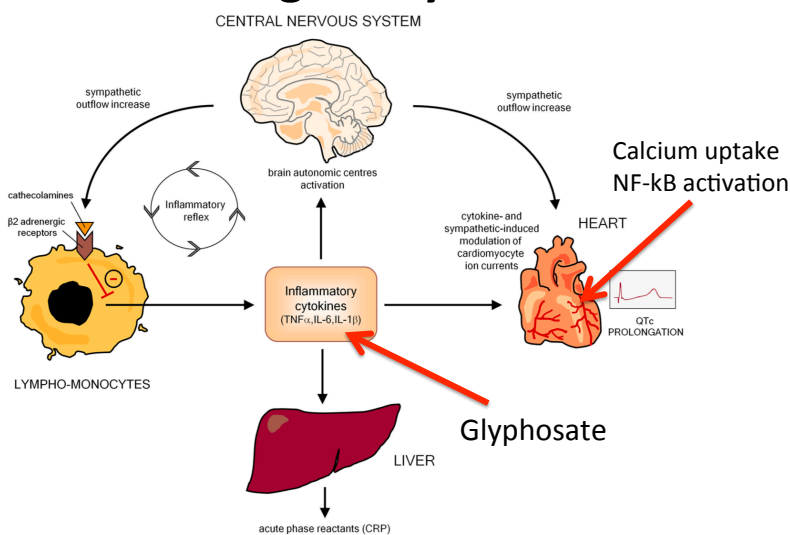 CENTRAL NERVOUS SYSTEM
sympathetic
outflow increase
sympathetic
outflow increase
brain autonomic centres
activation
Calcium uptake
NF-kB activation
cathecolamines
β2 adrenergic
receptors
Inflammatory
reflex
cytokine- and
sympathetic-induced
modulation of
cardiomyocyte
ion currents
HEART
Inflammatory
cytokines
(TNFα,IL-6,IL-1β)
QTc
PROLONGATION
LYMPHO-MONOCYTES
Glyphosate
LIVER
acute phase reactants (CRP)